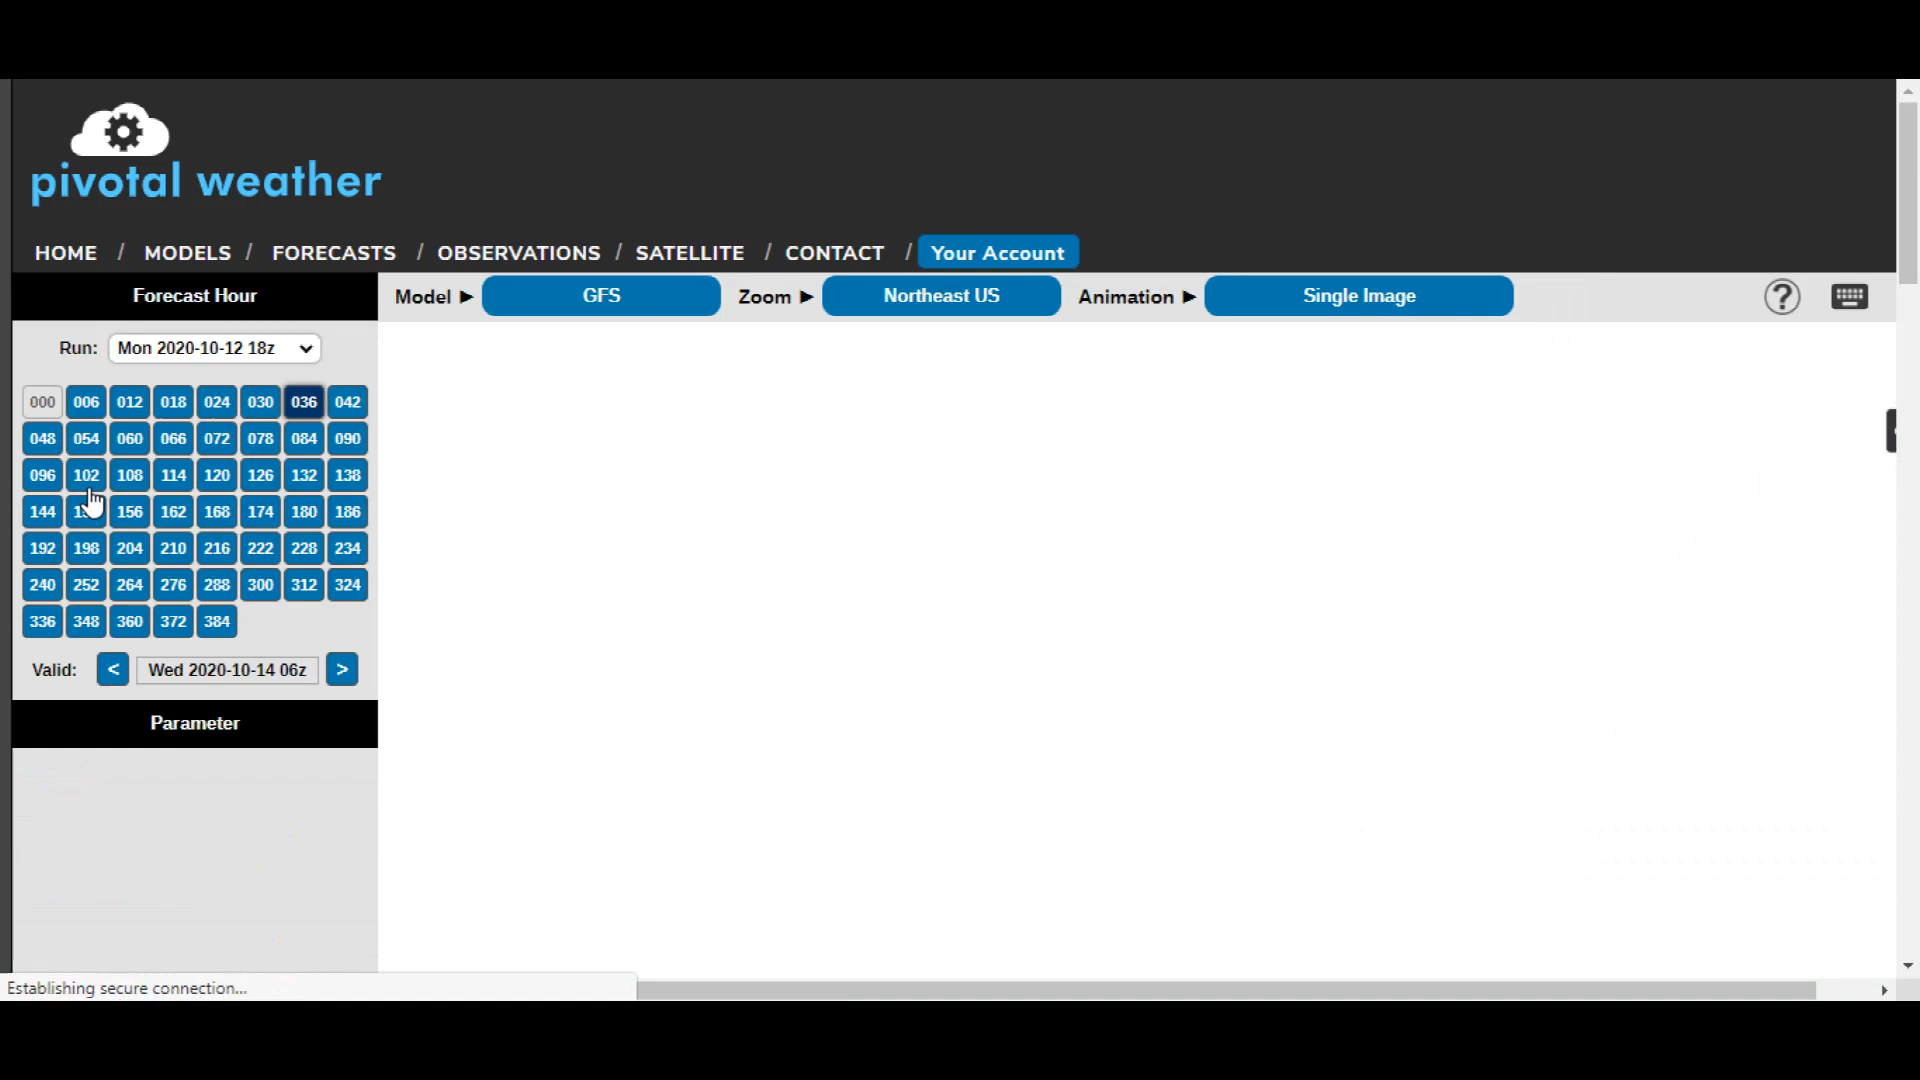 pivotal weather
HOME / MODELS / FORECASTS / OBSERVATIONS / SATELLITE / CONTACT / Your Account
Forecast Hour
Model ► GFS Zoom ► Northeast US Animation ► Single Image ?
Run: Mon 2020-10-12 18z
000 006 012 018 024 030 036 042
048 054 060 066 072 078 084 090
096 102 108 114 120 126 132 138
144 156 162 168 174 180 186
192 198 204 210 216 222 228 234
240 252 264 276 288 300 312 324
336 348 360 372 384
Valid: < Wed 2020-10-14 06z >
Parameter
Establishing secure connection...